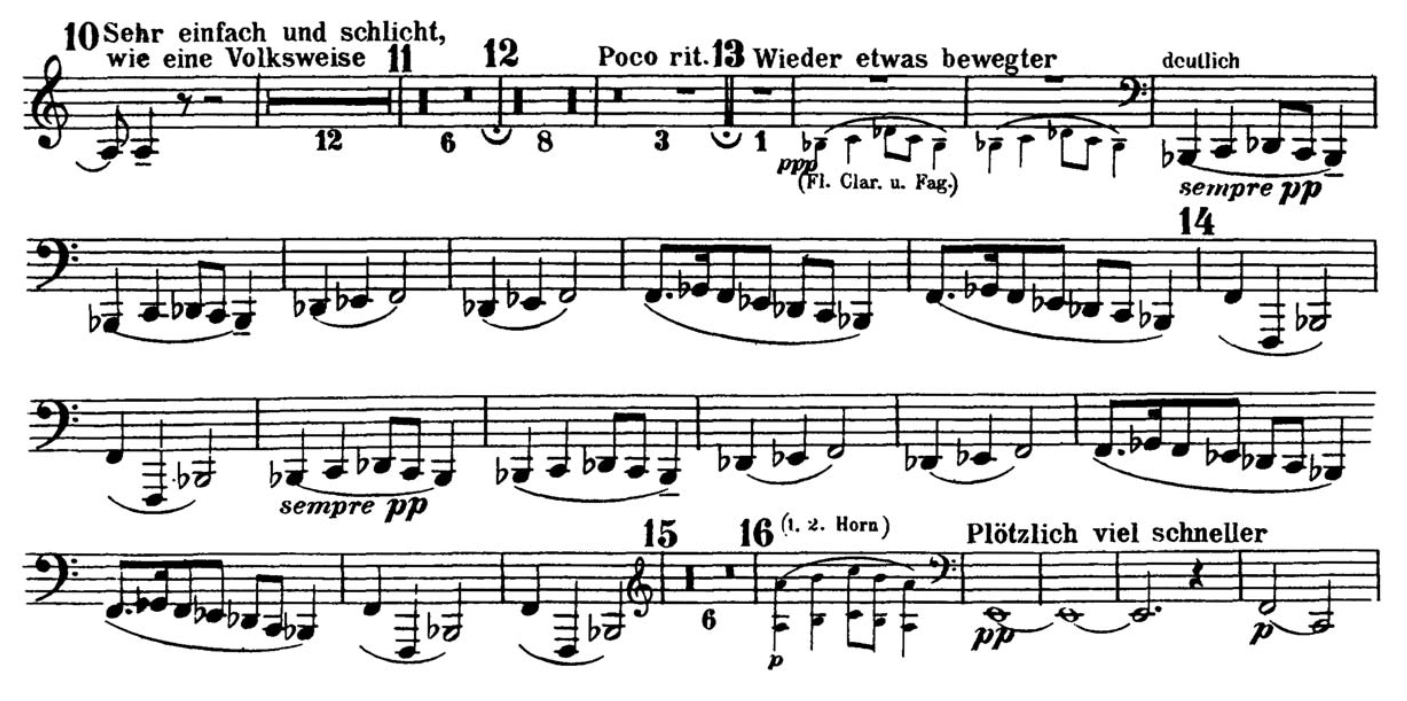 10 Sehr einfach und schlicht,
wie eine Volksweise 11 12 Poco rit. 13 Wieder etwas bewegter deutlich
12 6 8 3 1 ppp
(Fl. Clar. u. Fag.) sempre pp
14
sempre pp
15 16 (1. 2. Horn) Plötzlich viel schneller
6 p pp p